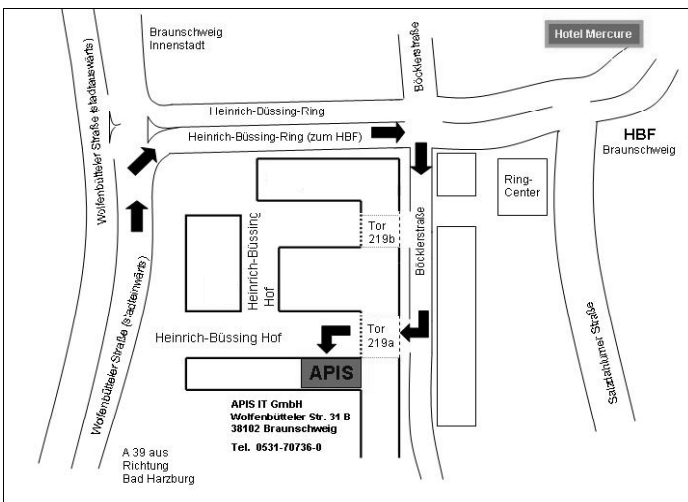 Braunschweig
Innenstadt
Hotel Mercure
Wolfenbütteler Straße (stadtauswärts)
Böcklerstraße
Heinrich-Düssing-Ring
Heinrich-Büssing-Ring (zum HBF)
HBF
Braunschweig
Ring-
Center
Tor
219b
Heinrich-Büssing
Hof
Böcklerstraße
Wolfenbütteler Straße (stadteinwärts)
Heinrich-Büssing Hof
Tor
219a
APIS
Salzdahlumer Straße
APIS IT GmbH
Wolfenbütteler Str. 31 B
38102 Braunschweig
Tel. 0531-70736-0
A 39 aus
Richtung
Bad Harzburg